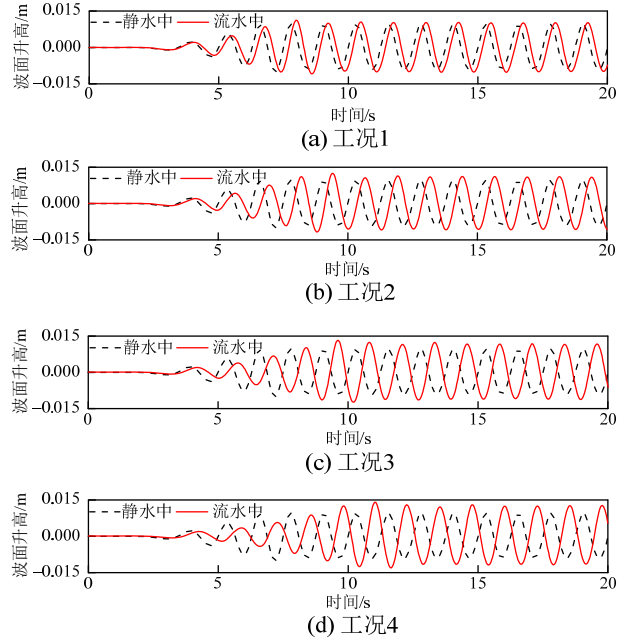 波面升高/m
0.015
0.000
−0.015
静水中 流水中
0 5 10 15 20
时间/s
(a) 工况1
波面升高/m
0.015
0.000
−0.015
静水中 流水中
0 5 10 15 20
时间/s
(b) 工况2
波面升高/m
0.015
0.000
−0.015
静水中 流水中
0 5 10 15 20
时间/s
(c) 工况3
波面升高/m
0.015
0.000
−0.015
静水中 流水中
0 5 10 15 20
时间/s
(d) 工况4